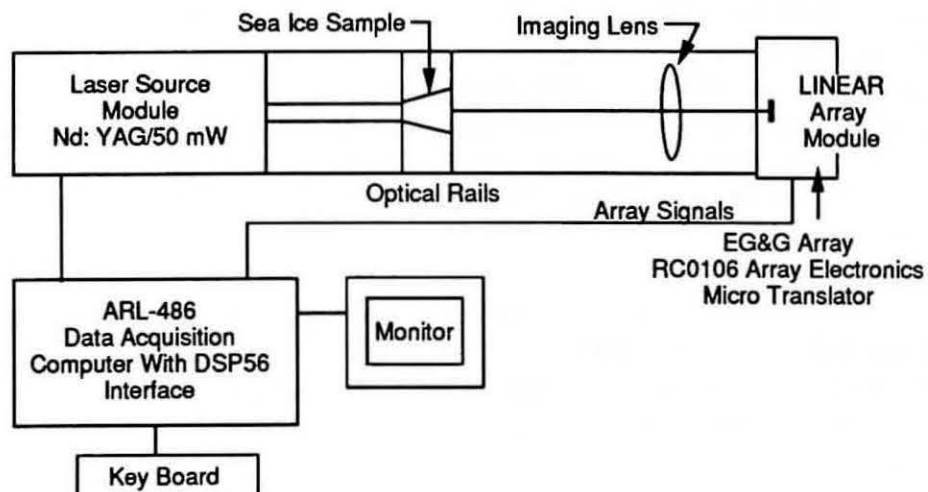 Sea Ice Sample
Imaging Lens
Laser Source
Module
Nd: YAG/50 mW
LINEAR
Array
Module
Optical Rails
Array Signals
EG&G Array
RC0106 Array Electronics
Micro Translator
ARL-486
Data Acquisition
Computer With DSP56
Interface
Monitor
Key Board